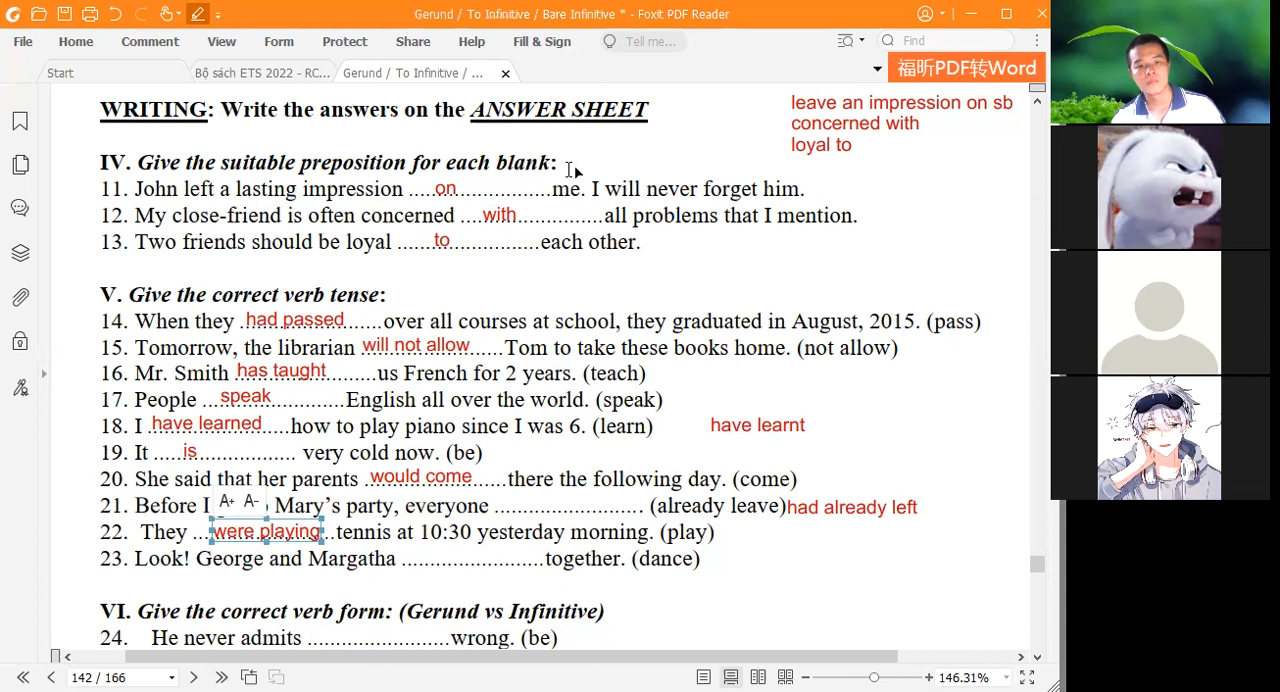 Gerund / To Infinitive / Bare Infinitive * - Foxit PDF Reader
File Home Comment View Form Protect Share Help Fill & Sign Tell me... Find
Start Bộ sách ETS 2022 - RC... Gerund / To Infinitive / ... 福昕PDF转Word
WRITING: Write the answers on the ANSWER SHEET
leave an impression on sb
concerned with
loyal to
IV. Give the suitable preposition for each blank:
11. John left a lasting impression .....on...................me. I will never forget him.
12. My close-friend is often concerned ....with...............all problems that I mention.
13. Two friends should be loyal .......to................each other.
V. Give the correct verb tense:
14. When they .had passed......over all courses at school, they graduated in August, 2015. (pass)
15. Tomorrow, the librarian will not allow......Tom to take these books home. (not allow)
16. Mr. Smith has taught.........us French for 2 years. (teach)
17. People ...speak.............English all over the world. (speak)
18. I have learned.....how to play piano since I was 6. (learn) have learnt
19. It .....is................. very cold now. (be)
20. She said that her parents would come......there the following day. (come)
21. Before I Mary’s party, everyone .......................... (already leave)had already left
22. They ...were playing..tennis at 10:30 yesterday morning. (play)
23. Look! George and Margatha .........................together. (dance)
VI. Give the correct verb form: (Gerund vs Infinitive)
24. He never admits .........................wrong. (be)
142 / 166 146.31%